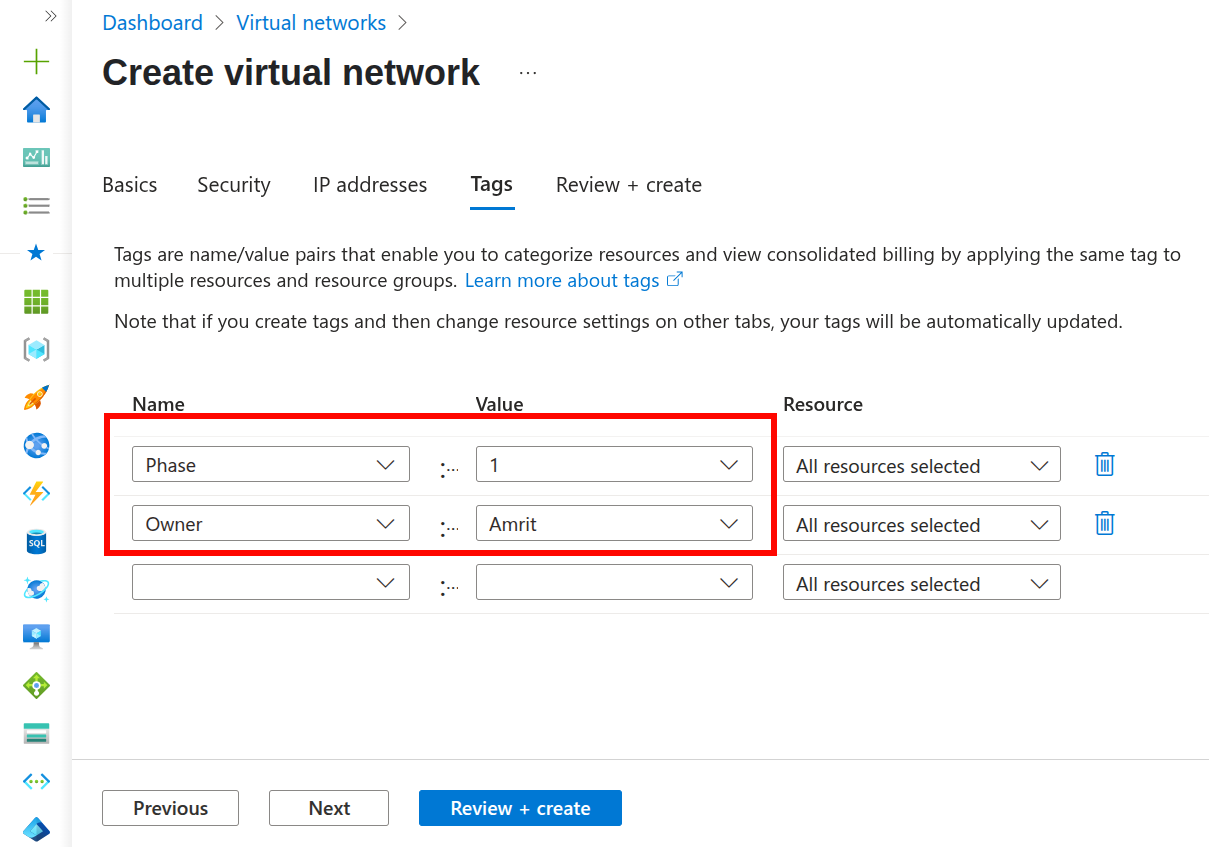 Dashboard > Virtual networks >
Create virtual network ...
Basics Security IP addresses Tags Review + create
Tags are name/value pairs that enable you to categorize resources and view consolidated billing by applying the same tag to
multiple resources and resource groups. Learn more about tags
Note that if you create tags and then change resource settings on other tabs, your tags will be automatically updated.
Name Value Resource
Phase :... 1 All resources selected
Owner :... Amrit All resources selected
:... All resources selected
SQL
Previous Next Review + create